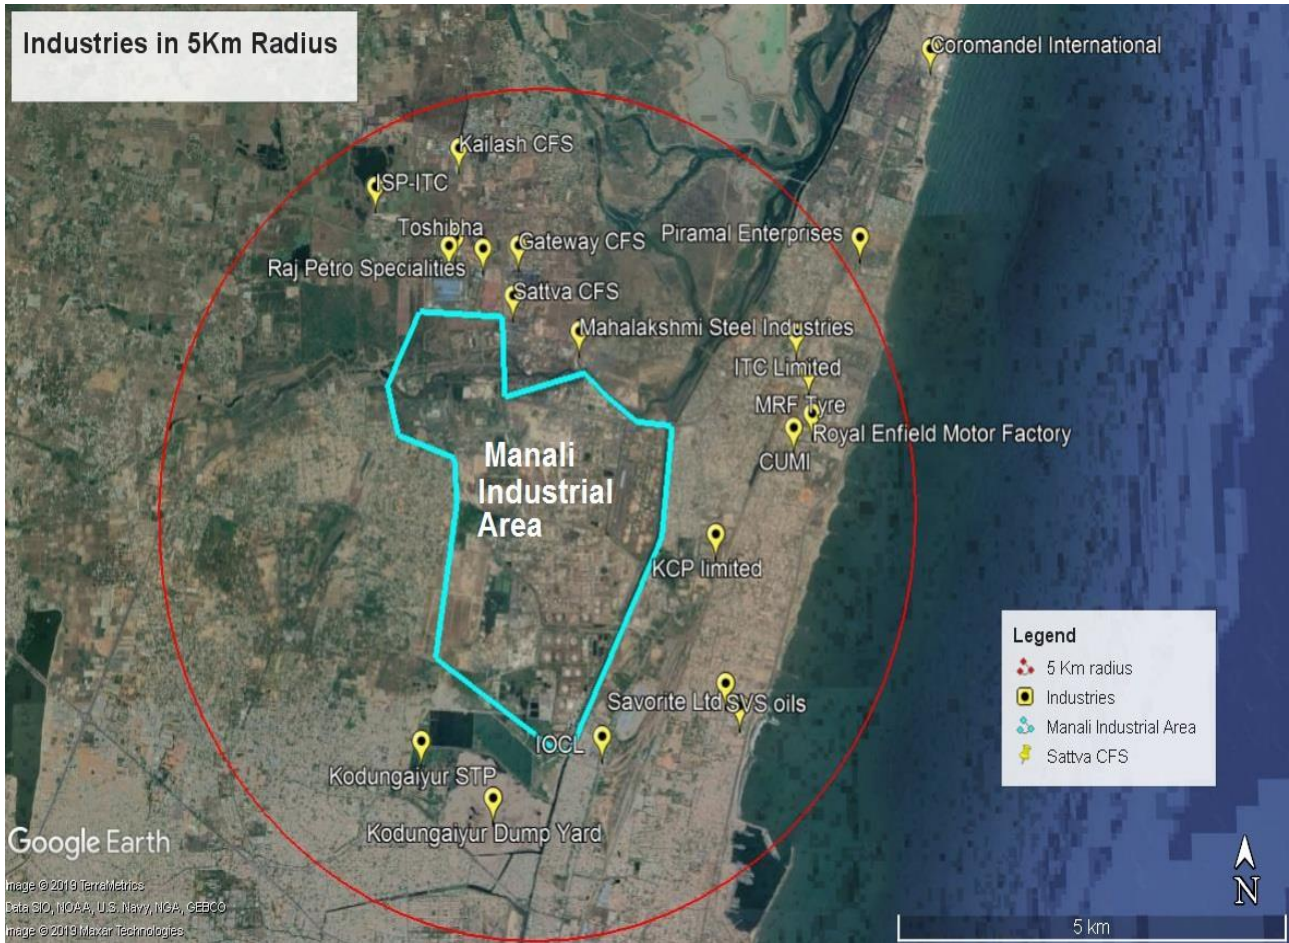 Industries in 5Km Radius
Coromandel International
Kailash CFS
ISP-ITC
Toshibha
Gateway CFS
Piramal Enterprises
Raj Petro Specialities
Sattva CFS
Mahalakshmi Steel Industries
ITC Limited
MRF Tyre
Royal Enfield Motor Factory
CUMI
Manali
Industrial
Area
KCP limited
Legend
5 Km radius
Industries
Manali Industrial Area
Sattva CFS
Savorite Ltd
SVS oils
IOCL
Kodungaiyur STP
Kodungaiyur Dump Yard
Google Earth
Image © 2019 TerraMetrics
Data SIO, NOAA, U.S. Navy, NGA, GEBCO
Image © 2019 Maxar Technologies
N
5 km